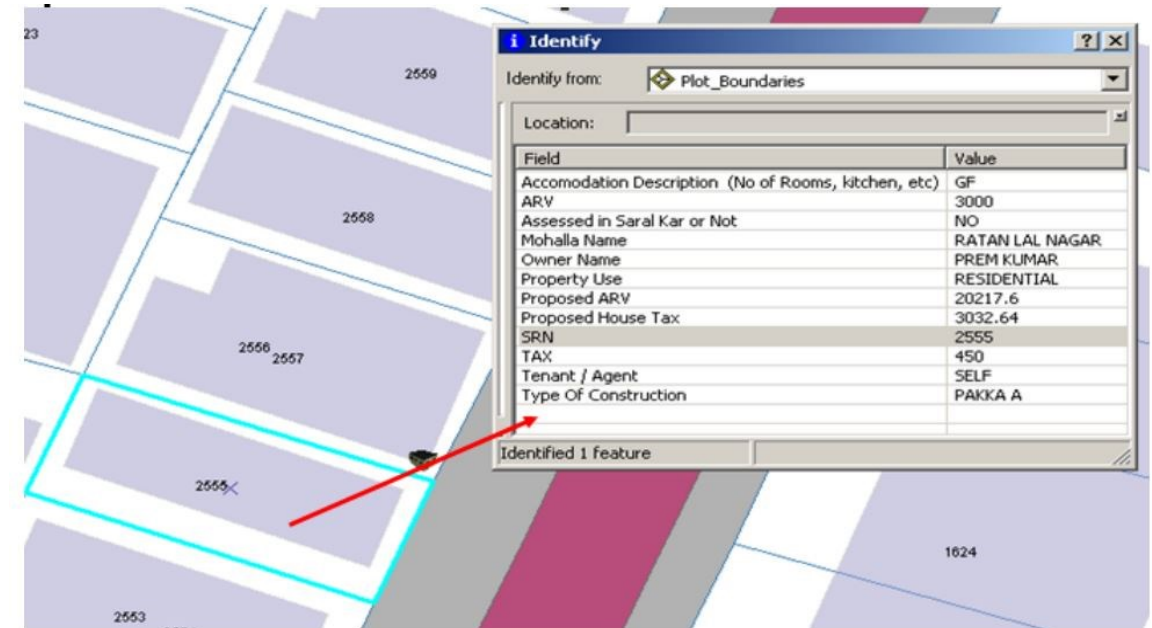 23
2559
2558
2556
2557
2555
2553
1624
Identify
Identify from: Plot_Boundaries
Location:
Field Value
Accomodation Description (No of Rooms, kitchen, etc) GF
ARV 3000
Assessed in Saral Kar or Not NO
Mohalla Name RATAN LAL NAGAR
Owner Name PREM KUMAR
Property Use RESIDENTIAL
Proposed ARV 20217.6
Proposed House Tax 3032.64
SRN 2555
TAX 450
Tenant / Agent SELF
Type Of Construction PAKKA A
Identified 1 feature